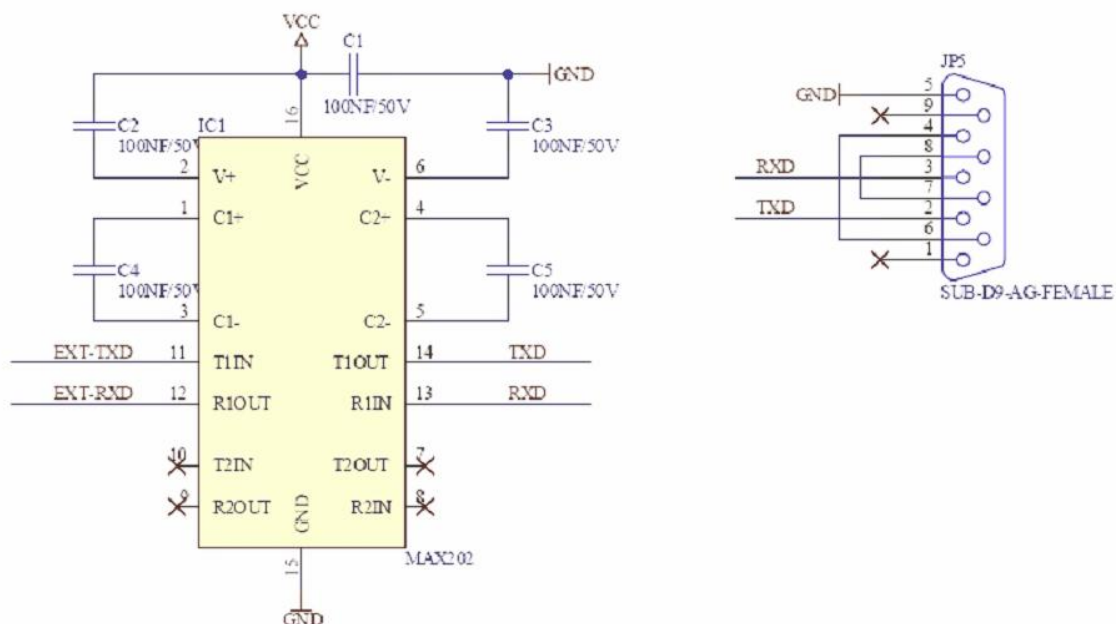 VCC
C1
GND
100NF/50V
16
C2
100NF/50V
IC1
C3
100NF/50V
2
V+
VCC
V-
6
1
C1+
C2+
4
C4
100NF/50V
C5
100NF/50V
3
C1-
C2-
5
EXT-TXD
11
T1IN
T1OUT
14
TXD
EXT-RXD
12
R1OUT
R1IN
13
RXD
10
T2IN
T2OUT
7
9
R2OUT
R2IN
8
GND
MAX202
15
GND
JP5
GND
5
9
4
8
RXD
3
7
TXD
2
6
1
SUB-D9-AG-FEMALE